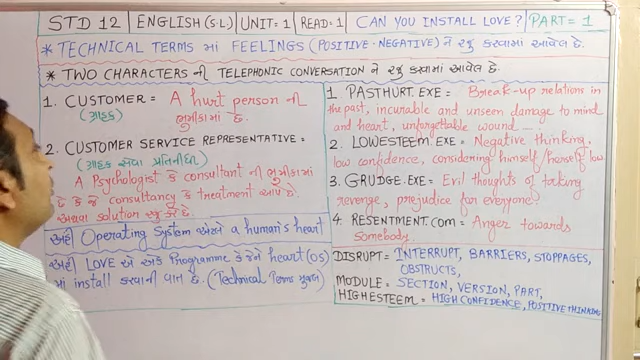 STD 12 | ENGLISH (S.L) | UNIT=1 | READ=1 | CAN YOU INSTALL LOVE? | PART=1
* TECHNICAL TERMS માં FEELINGS (POSITIVE-NEGATIVE) ને રજુ કરવામાં આવેલ છે.
* TWO CHARACTERS ની TELEPHONIC CONVERSATION ને રજુ કરવામાં આવેલ છે.
1. CUSTOMER = A hurt person ની
(ગ્રાહક) ભુમીકામાં છે.
2. CUSTOMER SERVICE REPRESENTATIVE =
(ગ્રાહક સેવા પ્રતિનીધી)
A Psychologist કે consultant ની ભુમીકામાં
છે કે જે consultancy કે treatment આપે છે.
અથવા solution રજુ કરે છે.
અહી Operating System એટલે a human's heart
અહી LOVE એ એક Programme કે જેને heart (OS)
માં install કરવાની વાત છે. (Technical Terms મુજબ)
1. PASTHURT.EXE = Break-up relations in
the past, incurable and unseen damage to mind
and heart, unforgettable wound ...
2. LOWESTEEM.EXE = Negative thinking,
low confidence, considering himself/herself low
3. GRUDGE.EXE = Evil thoughts of taking
revenge, prejudice for everyone.
4. RESENTMENT.COM = Anger towards
somebody.
DISRUPT = INTERRUPT, BARRIERS, STOPPAGES,
OBSTRUCTS,
MODULE = SECTION, VERSION, PART,
HIGHESTEEM = HIGH CONFIDENCE, POSITIVE THINKING